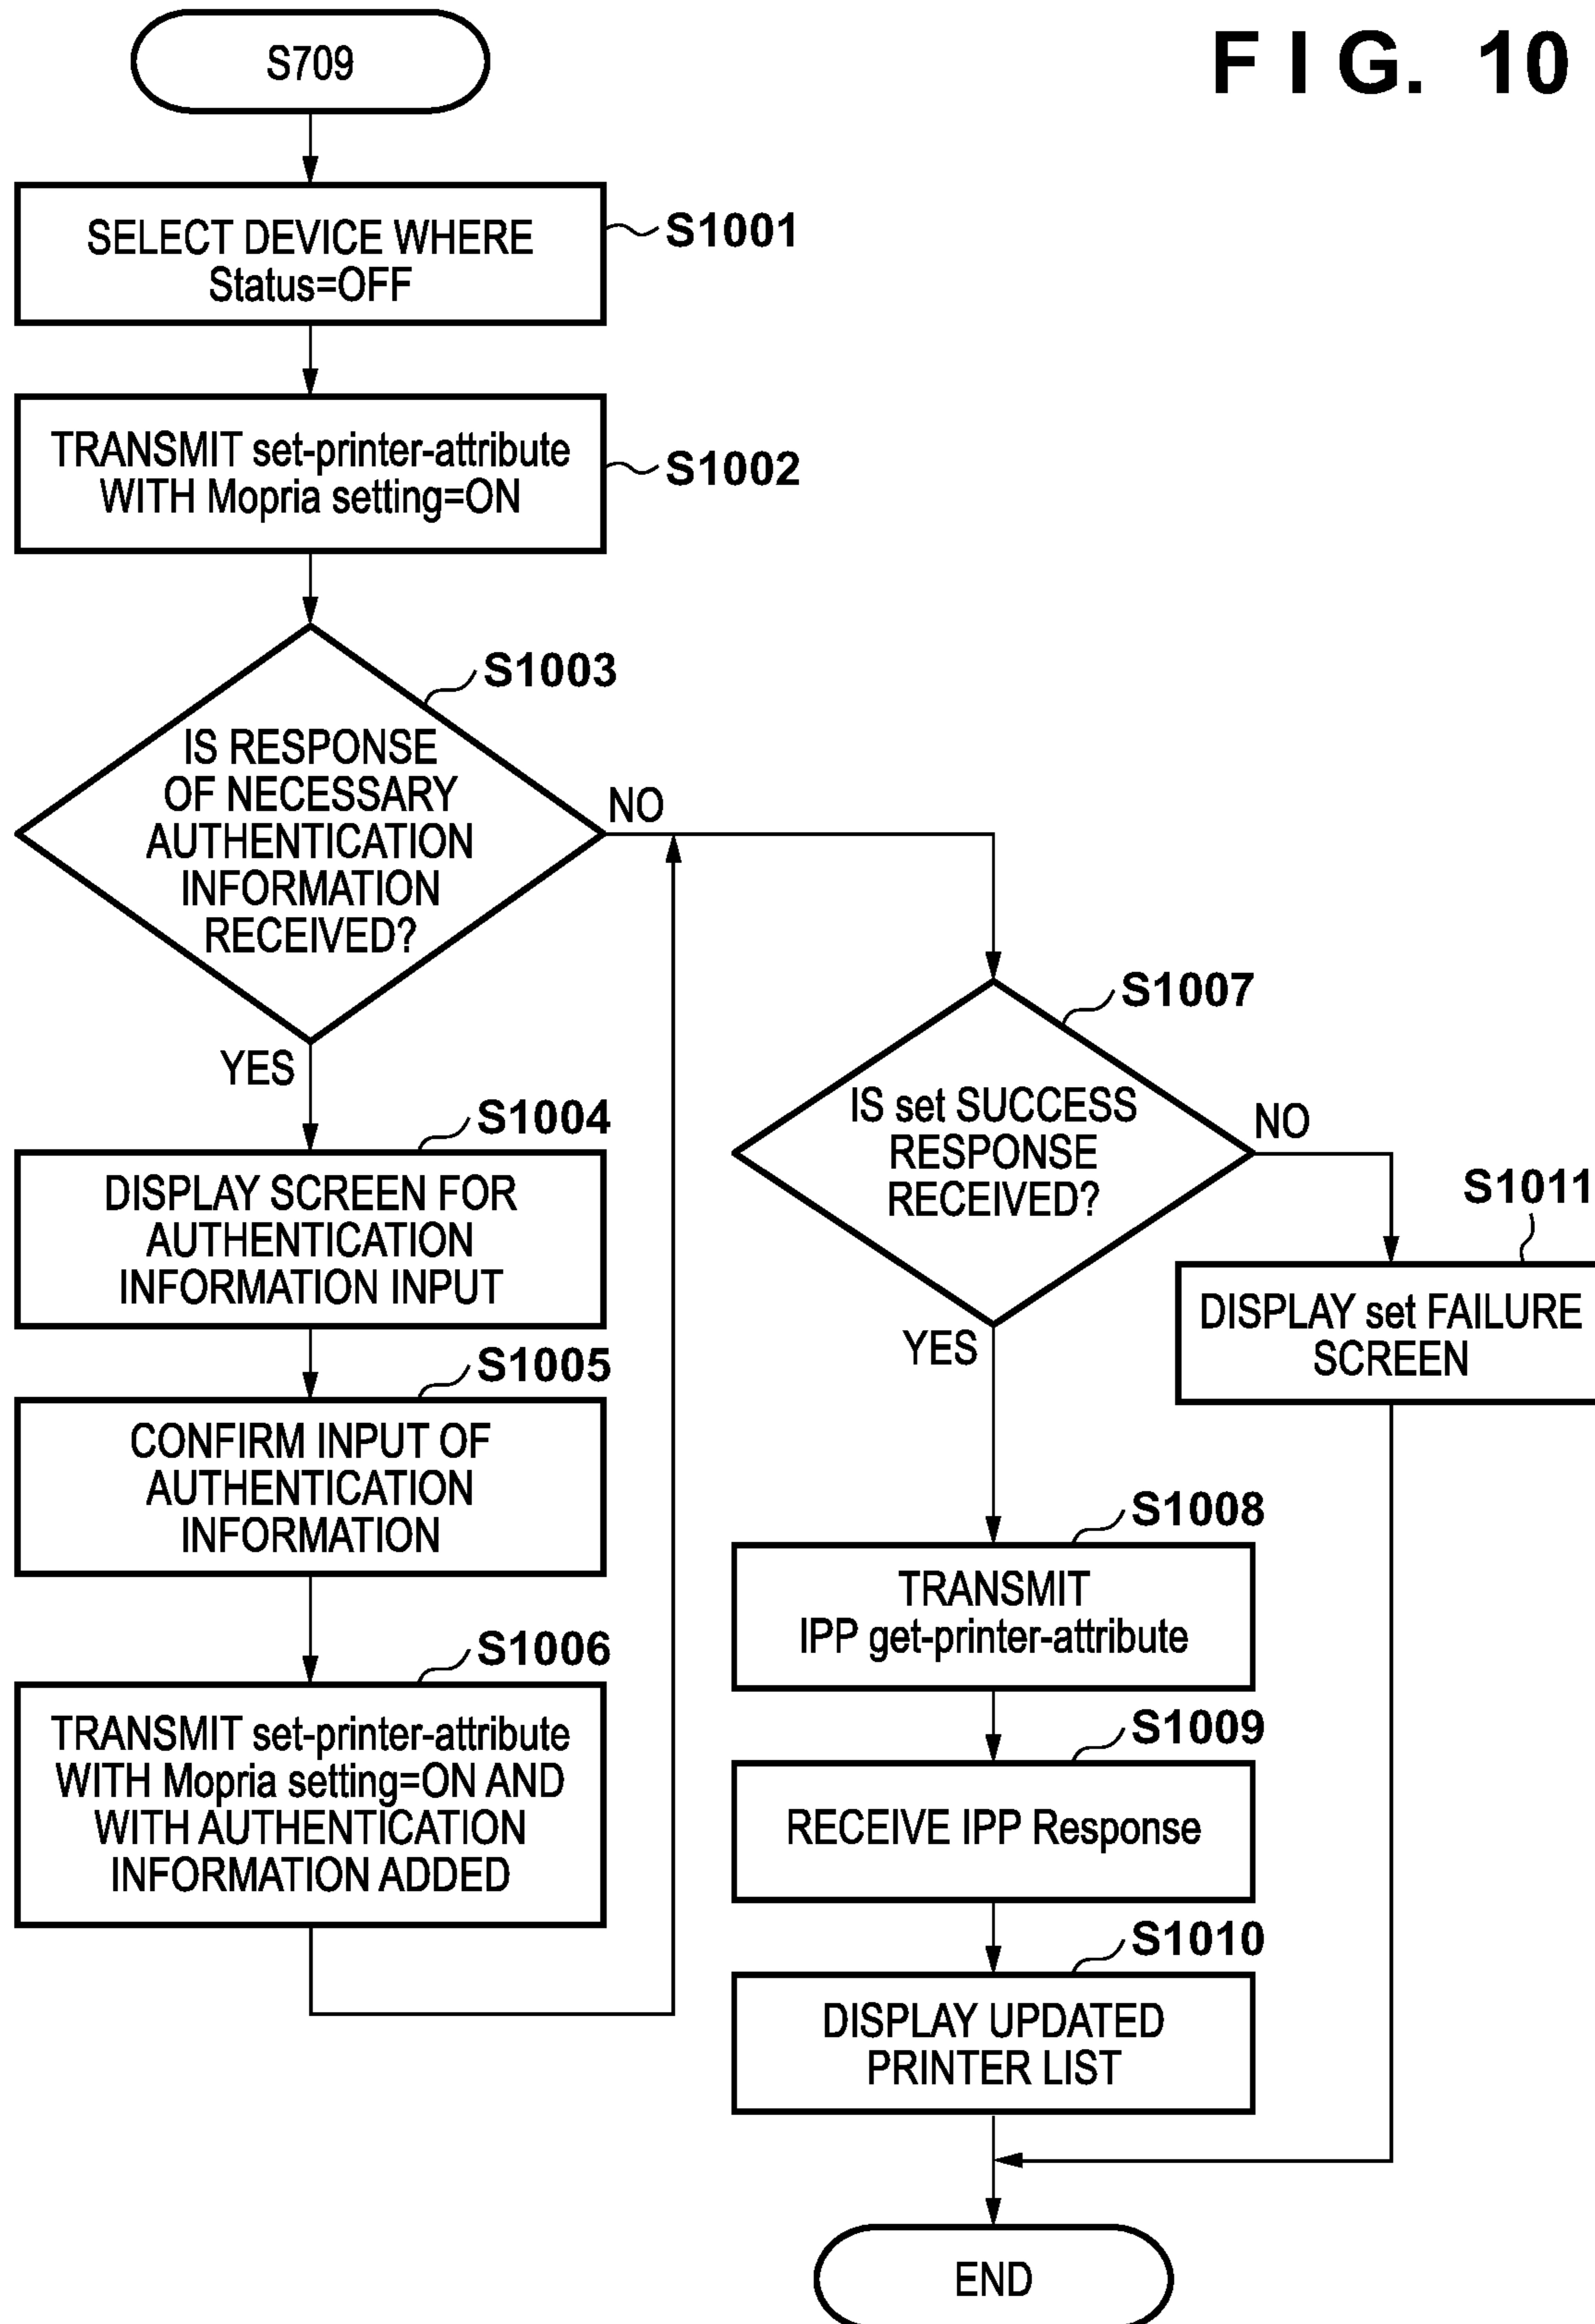 FIG. 10
S709
SELECT DEVICE WHERE
Status=OFF
S1001
TRANSMIT set-printer-attribute
WITH Mopria setting=ON
S1002
S1003
IS RESPONSE
OF NECESSARY
AUTHENTICATION
INFORMATION
RECEIVED?
NO
YES
S1004
DISPLAY SCREEN FOR
AUTHENTICATION
INFORMATION INPUT
S1005
CONFIRM INPUT OF
AUTHENTICATION
INFORMATION
S1006
TRANSMIT set-printer-attribute
WITH Mopria setting=ON AND
WITH AUTHENTICATION
INFORMATION ADDED
S1007
IS set SUCCESS
RESPONSE
RECEIVED?
NO
YES
S1011
DISPLAY set FAILURE
SCREEN
S1008
TRANSMIT
IPP get-printer-attribute
S1009
RECEIVE IPP Response
S1010
DISPLAY UPDATED
PRINTER LIST
END